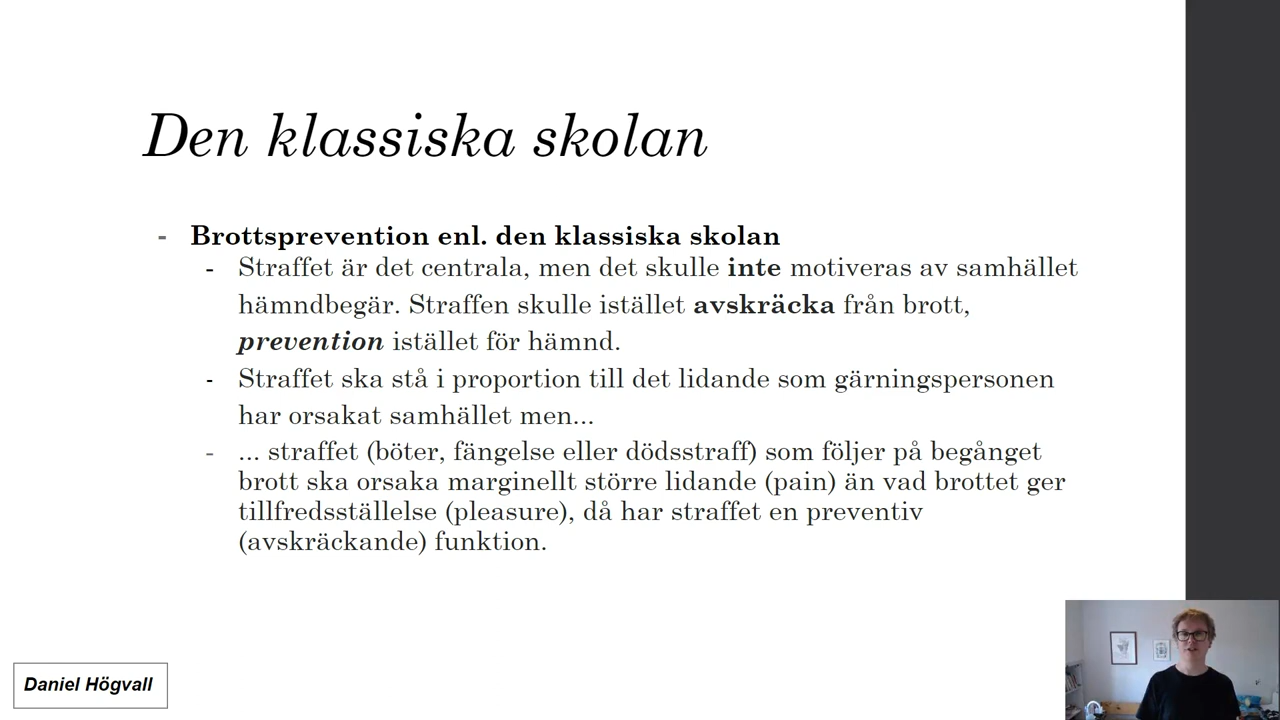 Den klassiska skolan
- Brottsprevention enl. den klassiska skolan
- Straffet är det centrala, men det skulle inte motiveras av samhället
hämndbegär. Straffen skulle istället avskräcka från brott,
prevention istället för hämnd.
- Straffet ska stå i proportion till det lidande som gärningspersonen
har orsakat samhället men...
- ... straffet (böter, fängelse eller dödsstraff) som följer på begånget
brott ska orsaka marginellt större lidande (pain) än vad brottet ger
tillfredsställelse (pleasure), då har straffet en preventiv
(avskräckande) funktion.
Daniel Högvall